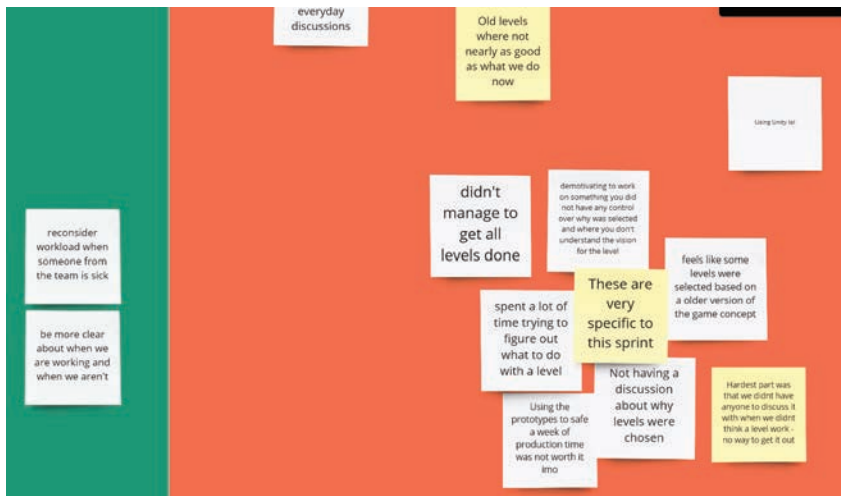 everyday
discussions
Old levels
where not
nearly as good
as what we do
now
Using Unity lol
reconsider
workload when
someone from
the team is sick
be more clear
about when we
are working and
when we aren't
didn't
manage to
get all
levels done
demotivating to work
on something you did
not have any control
over why was selected
and where you don't
understand the vision
for the level
feels like some
levels were
selected based on
a older version of
the game concept
These are
very
specific to
this sprint
spent a lot of
time trying to
figure out
what to do
with a level
Not having a
discussion
about why
levels were
chosen
Using the
prototypes to safe
a week of
production time
was not worth it
imo
Hardest part was
that we didnt have
anyone to discuss it
with when we didnt
think a level work -
no way to get it out